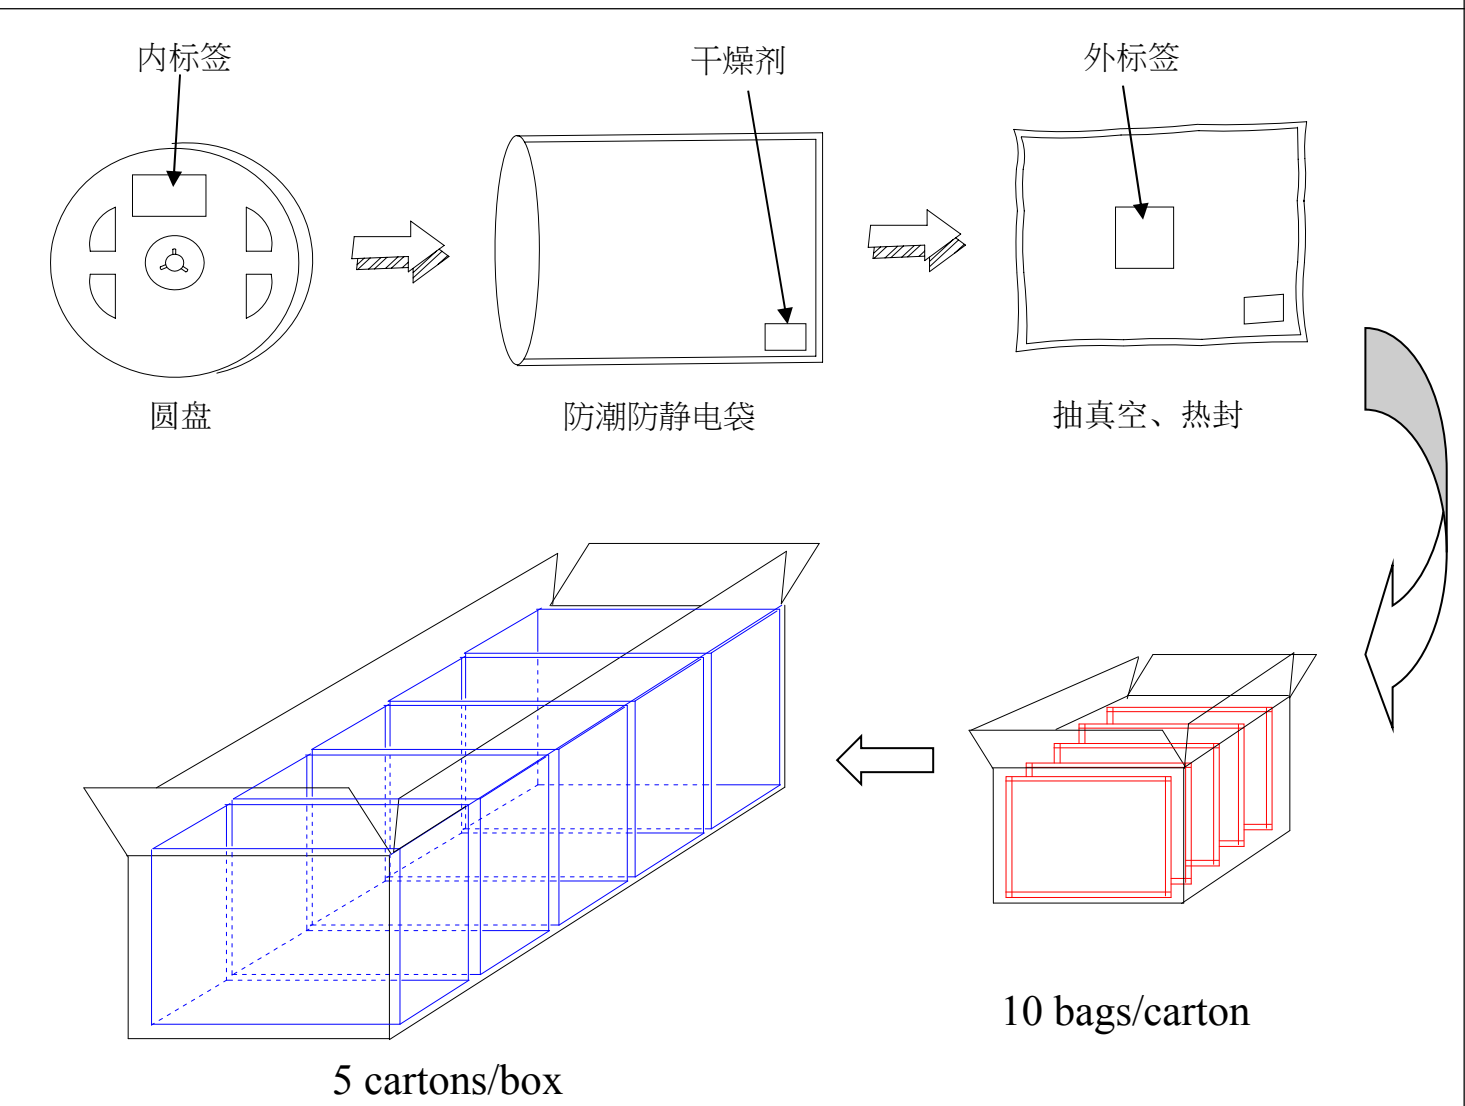 内标签
干燥剂
外标签
圆盘
防潮防静电袋
抽真空、热封
10 bags/carton
5 cartons/box